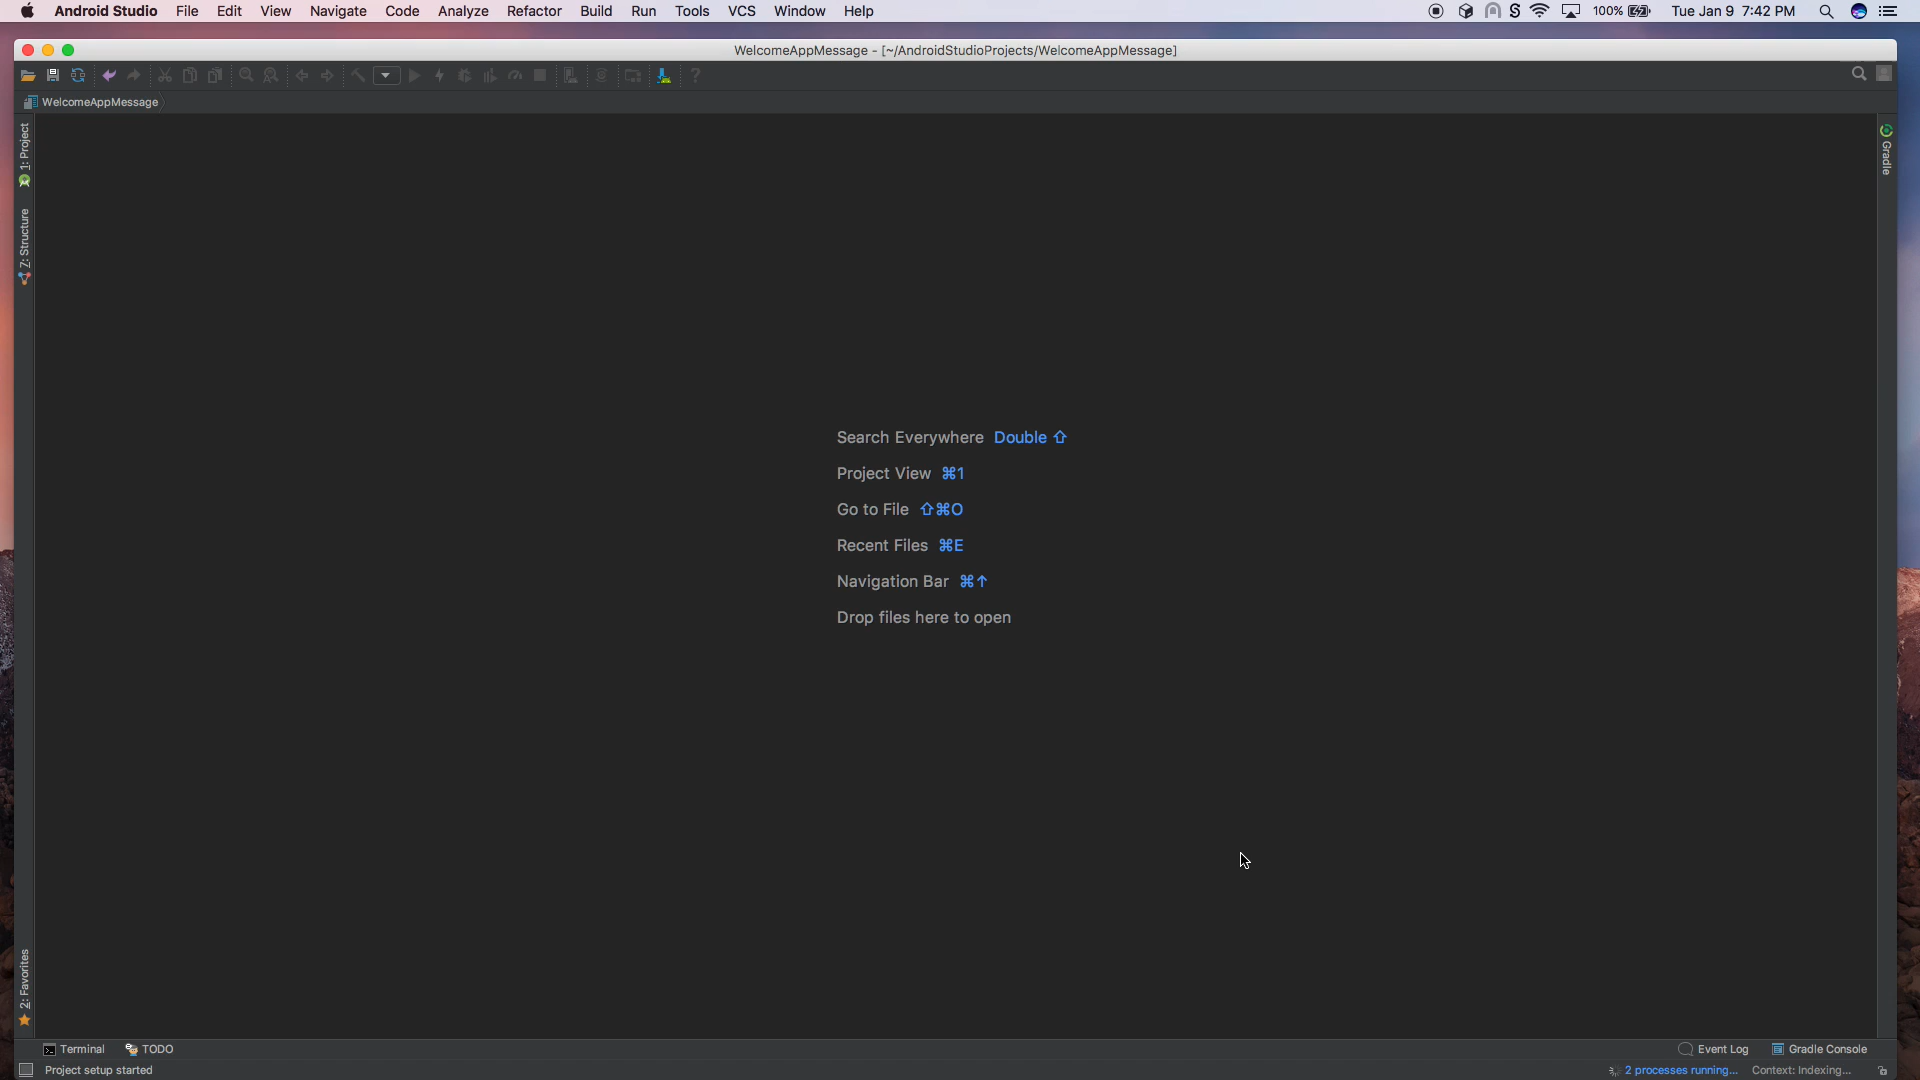 Android Studio File Edit View Navigate Code Analyze Refactor Build Run Tools VCS Window Help 100% Tue Jan 9 7:42 PM
WelcomeAppMessage - [~/AndroidStudioProjects/WelcomeAppMessage]
WelcomeAppMessage
1: Project
Gradle
Z: Structure
Search Everywhere Double ⇧
Project View ⌘1
Go to File ⇧⌘O
Recent Files ⌘E
Navigation Bar ⌘↑
Drop files here to open
2: Favorites
Terminal TODO Event Log Gradle Console
Project setup started 2 processes running... Context: Indexing...